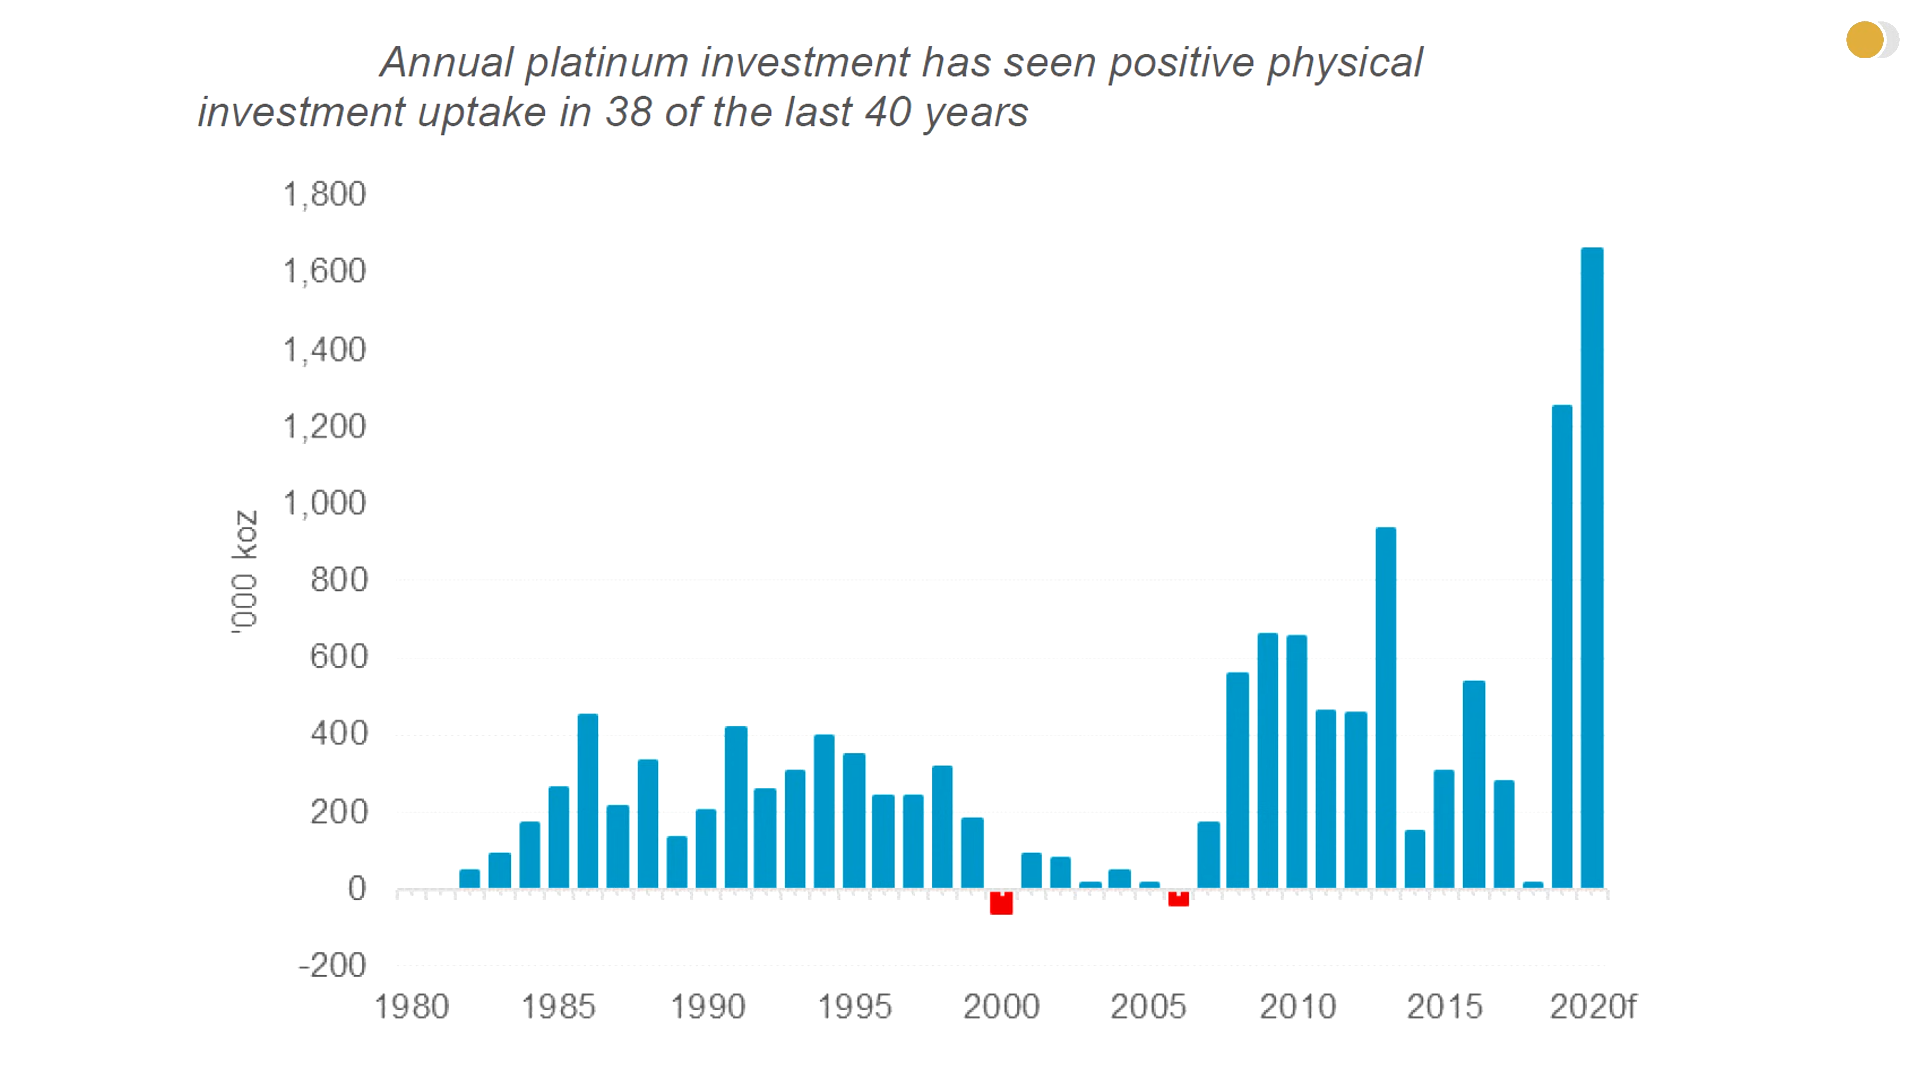 Annual platinum investment has seen positive physical
investment uptake in 38 of the last 40 years
1,800
1,600
1,400
1,200
1,000
800
600
400
200
0
-200
'000 koz
1980 1985 1990 1995 2000 2005 2010 2015 2020f